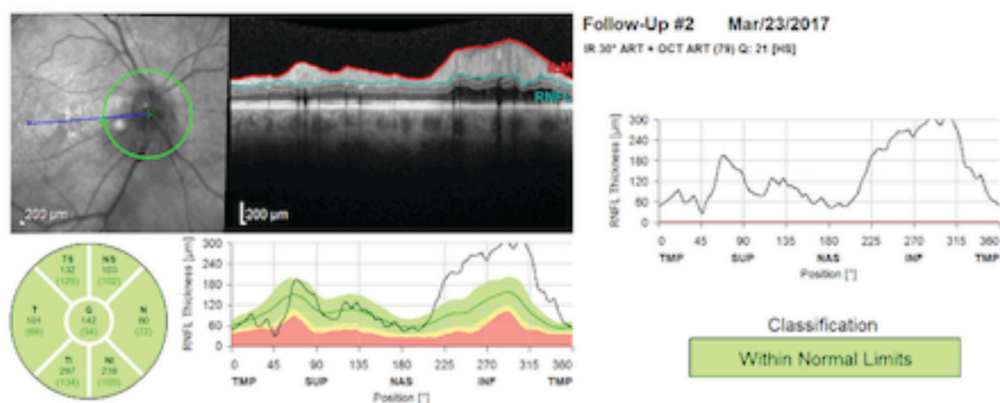 Follow-Up #2 Mar/23/2017
IR 30° ART + OCT ART (79) Q: 21 [HS]
ILM
RNFL
200 µm
200 µm
RNFL Thickness [µm]
300
240
180
120
60
0
0 45 90 135 180 225 270 315 360
TMP SUP NAS INF TMP
Position [°]
TS
132
(129)
NS
103
(102)
T
101
G
142
(94)
N
80
(72)
TI
297
(134)
NI
239
(105)
RNFL Thickness [µm]
300
240
180
120
60
0
0 45 90 135 180 225 270 315 360
TMP SUP NAS INF TMP
Position [°]
Classification
Within Normal Limits